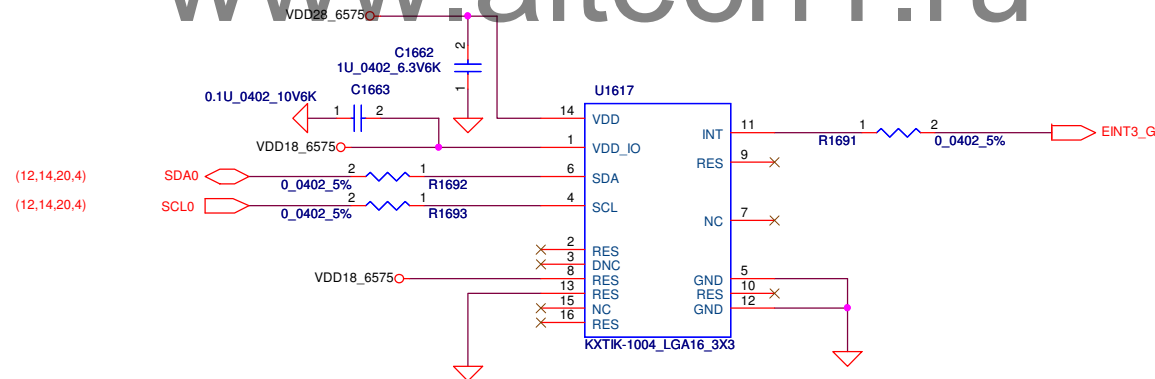 www.altech1.ru
VDD28_6575
C1662
1U_0402_6.3V6K
2
1
0.1U_0402_10V6K
C1663
1
2
VDD18_6575
U1617
14
VDD
1
VDD_IO
(12,14,20,4)
SDA0
2
1
0_0402_5%
R1692
6
SDA
(12,14,20,4)
SCL0
2
1
0_0402_5%
R1693
4
SCL
2
RES
3
DNC
VDD18_6575
8
RES
13
RES
15
NC
16
RES
INT
11
R1691
1
2
0_0402_5%
EINT3_G
RES
9
NC
7
GND
5
RES
10
GND
12
KXTIK-1004_LGA16_3X3